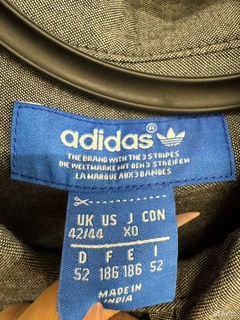 adidas®
THE BRAND WITH THE 3 STRIPES
DIE WELTMARKE MIT DEN 3 STREIFEN
LA MARQUE AUX 3 BANDES
UK US J CON
42/44 XO
D F E I
52 186 186 52
MADE IN
INDIA